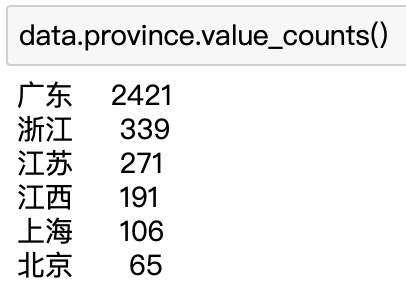 data.province.value_counts()
广东 2421
浙江 339
江苏 271
江西 191
上海 106
北京 65